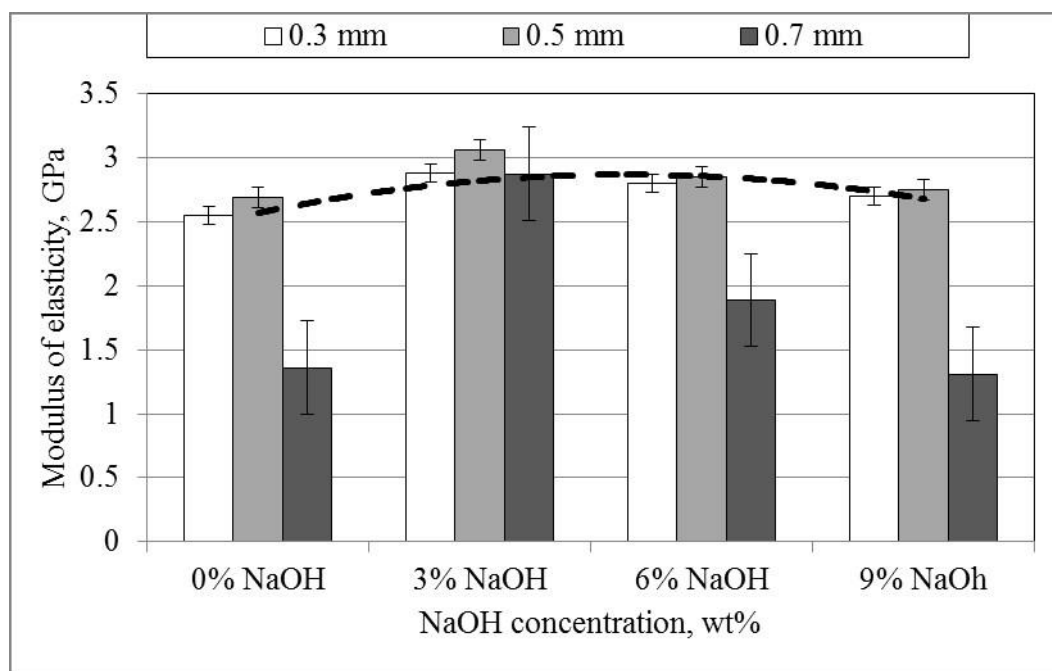 0.3 mm 0.5 mm 0.7 mm
Modulus of elasticity, GPa
3.5
3
2.5
2
1.5
1
0.5
0
0% NaOH 3% NaOH 6% NaOH 9% NaOh
NaOH concentration, wt%